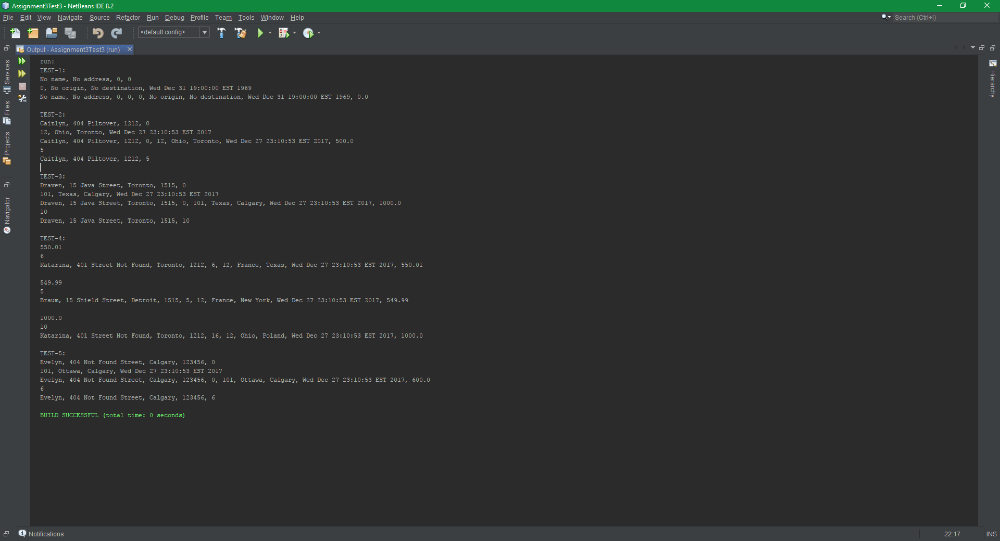 Assignment3Test3 - NetBeans IDE 8.2
File Edit View Navigate Source Refactor Run Debug Profile Team Tools Window Help
Search (Ctrl+I)
<default config>
Output - Assignment3Test3 (run)
Services
Files
Projects
Navigator
Hierarchy
run:
TEST-1:
No name, No address, 0, 0
0, No origin, No destination, Wed Dec 31 19:00:00 EST 1969
No name, No address, 0, 0, 0, No origin, No destination, Wed Dec 31 19:00:00 EST 1969, 0.0
TEST-2:
Caitlyn, 404 Piltover, 1212, 0
12, Ohio, Toronto, Wed Dec 27 23:10:53 EST 2017
Caitlyn, 404 Piltover, 1212, 0, 12, Ohio, Toronto, Wed Dec 27 23:10:53 EST 2017, 500.0
5
Caitlyn, 404 Piltover, 1212, 5
TEST-3:
Draven, 15 Java Street, Toronto, 1515, 0
101, Texas, Calgary, Wed Dec 27 23:10:53 EST 2017
Draven, 15 Java Street, Toronto, 1515, 0, 101, Texas, Calgary, Wed Dec 27 23:10:53 EST 2017, 1000.0
10
Draven, 15 Java Street, Toronto, 1515, 10
TEST-4:
550.01
6
Katarina, 401 Street Not Found, Toronto, 1212, 6, 12, France, Texas, Wed Dec 27 23:10:53 EST 2017, 550.01
549.99
5
Braum, 15 Shield Street, Detroit, 1515, 5, 12, France, New York, Wed Dec 27 23:10:53 EST 2017, 549.99
1000.0
10
Katarina, 401 Street Not Found, Toronto, 1212, 16, 12, Ohio, Poland, Wed Dec 27 23:10:53 EST 2017, 1000.0
TEST-5:
Evelyn, 404 Not Found Street, Calgary, 123456, 0
101, Ottawa, Calgary, Wed Dec 27 23:10:53 EST 2017
Evelyn, 404 Not Found Street, Calgary, 123456, 0, 101, Ottawa, Calgary, Wed Dec 27 23:10:53 EST 2017, 600.0
6
Evelyn, 404 Not Found Street, Calgary, 123456, 6
BUILD SUCCESSFUL (total time: 0 seconds)
Notifications
22:17
INS